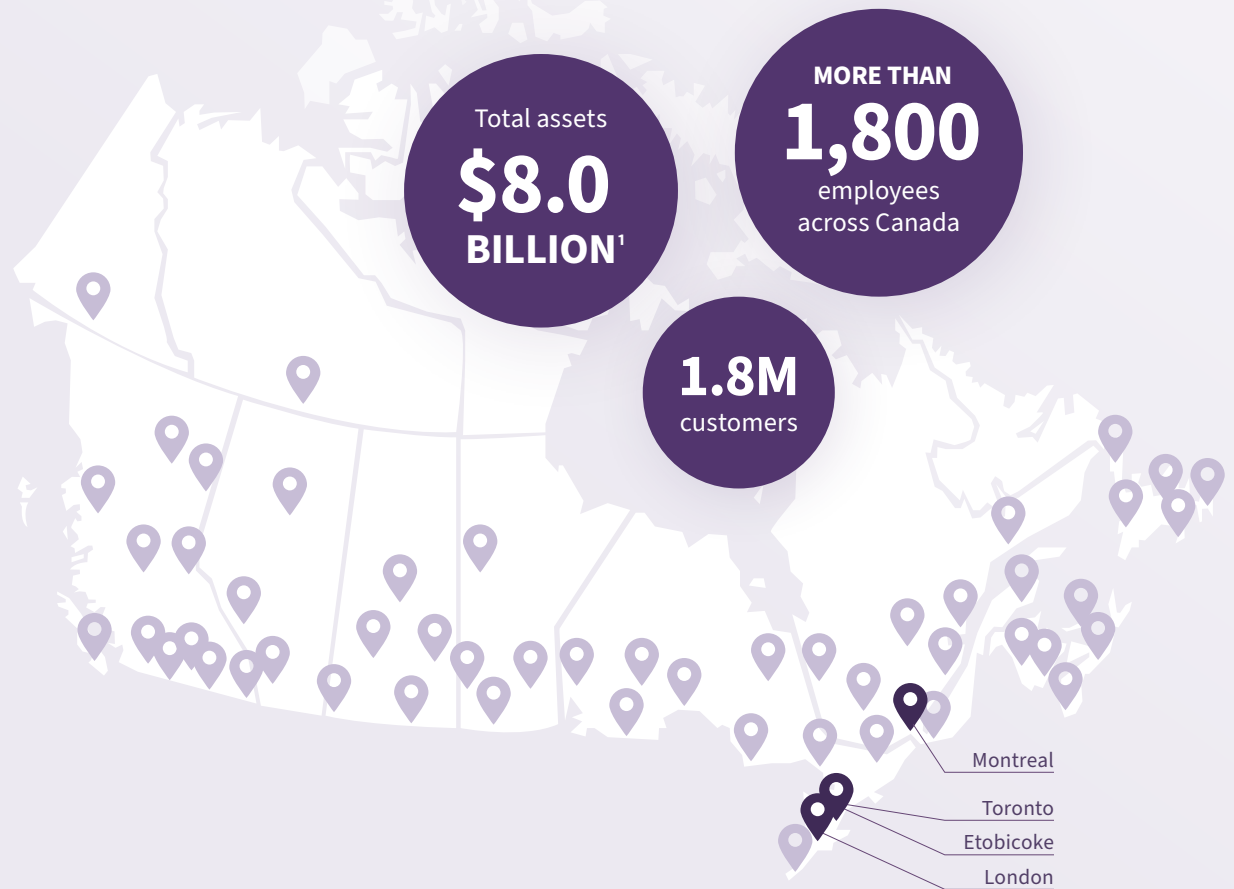 Total assets
$8.0
BILLION¹
MORE THAN
1,800
employees
across Canada
1.8M
customers
Montreal
Toronto
Etobicoke
London